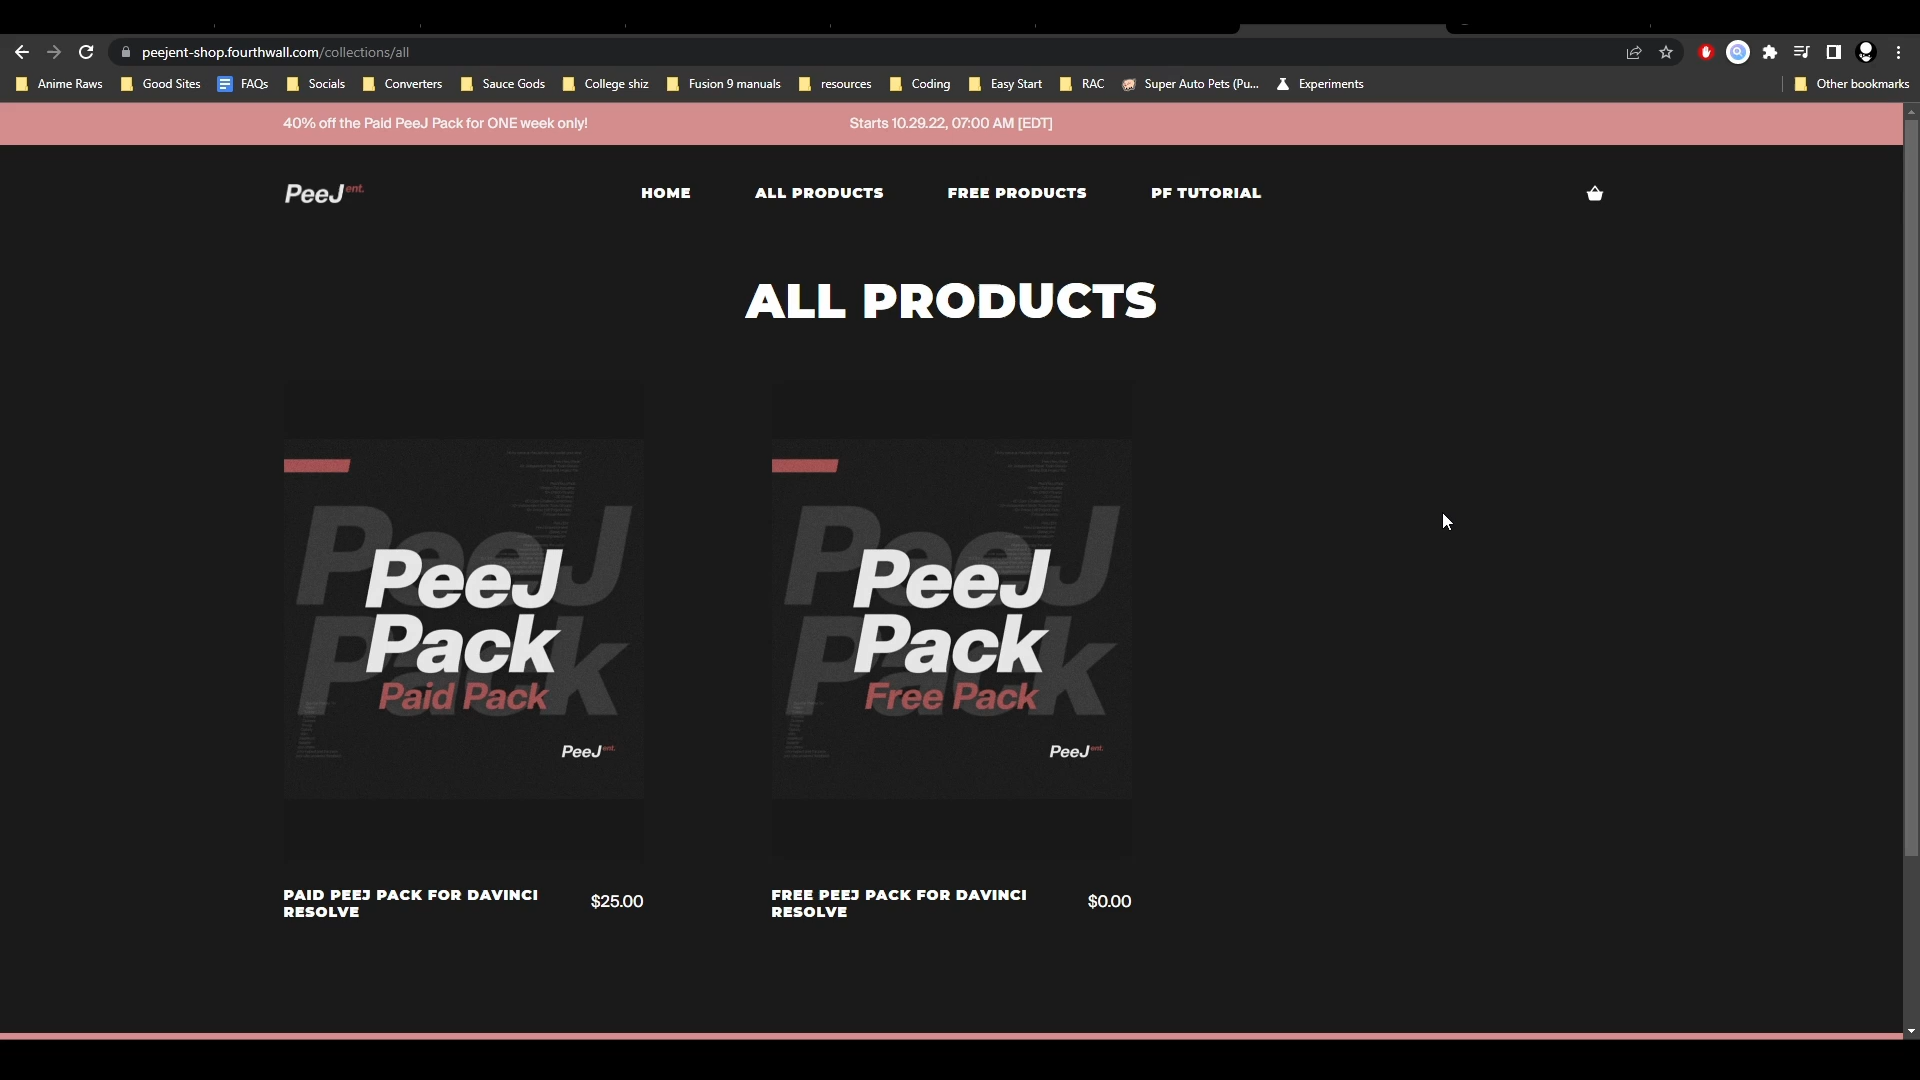 peejent-shop.fourthwall.com/collections/all
Anime Raws Good Sites FAQs Socials Converters Sauce Gods College shiz Fusion 9 manuals resources Coding Easy Start RAC Super Auto Pets (Pu... Experiments Other bookmarks
40% off the Paid PeeJ Pack for ONE week only! Starts 10.29.22, 07:00 AM [EDT]
PeeJ ent. HOME ALL PRODUCTS FREE PRODUCTS PF TUTORIAL
ALL PRODUCTS
PeeJ
Pack
PeeJ
Pack
Paid Pack
PeeJ ent.
PAID PEEJ PACK FOR DAVINCI
RESOLVE
$25.00
PeeJ
Pack
PeeJ
Pack
Free Pack
PeeJ ent.
FREE PEEJ PACK FOR DAVINCI
RESOLVE
$0.00